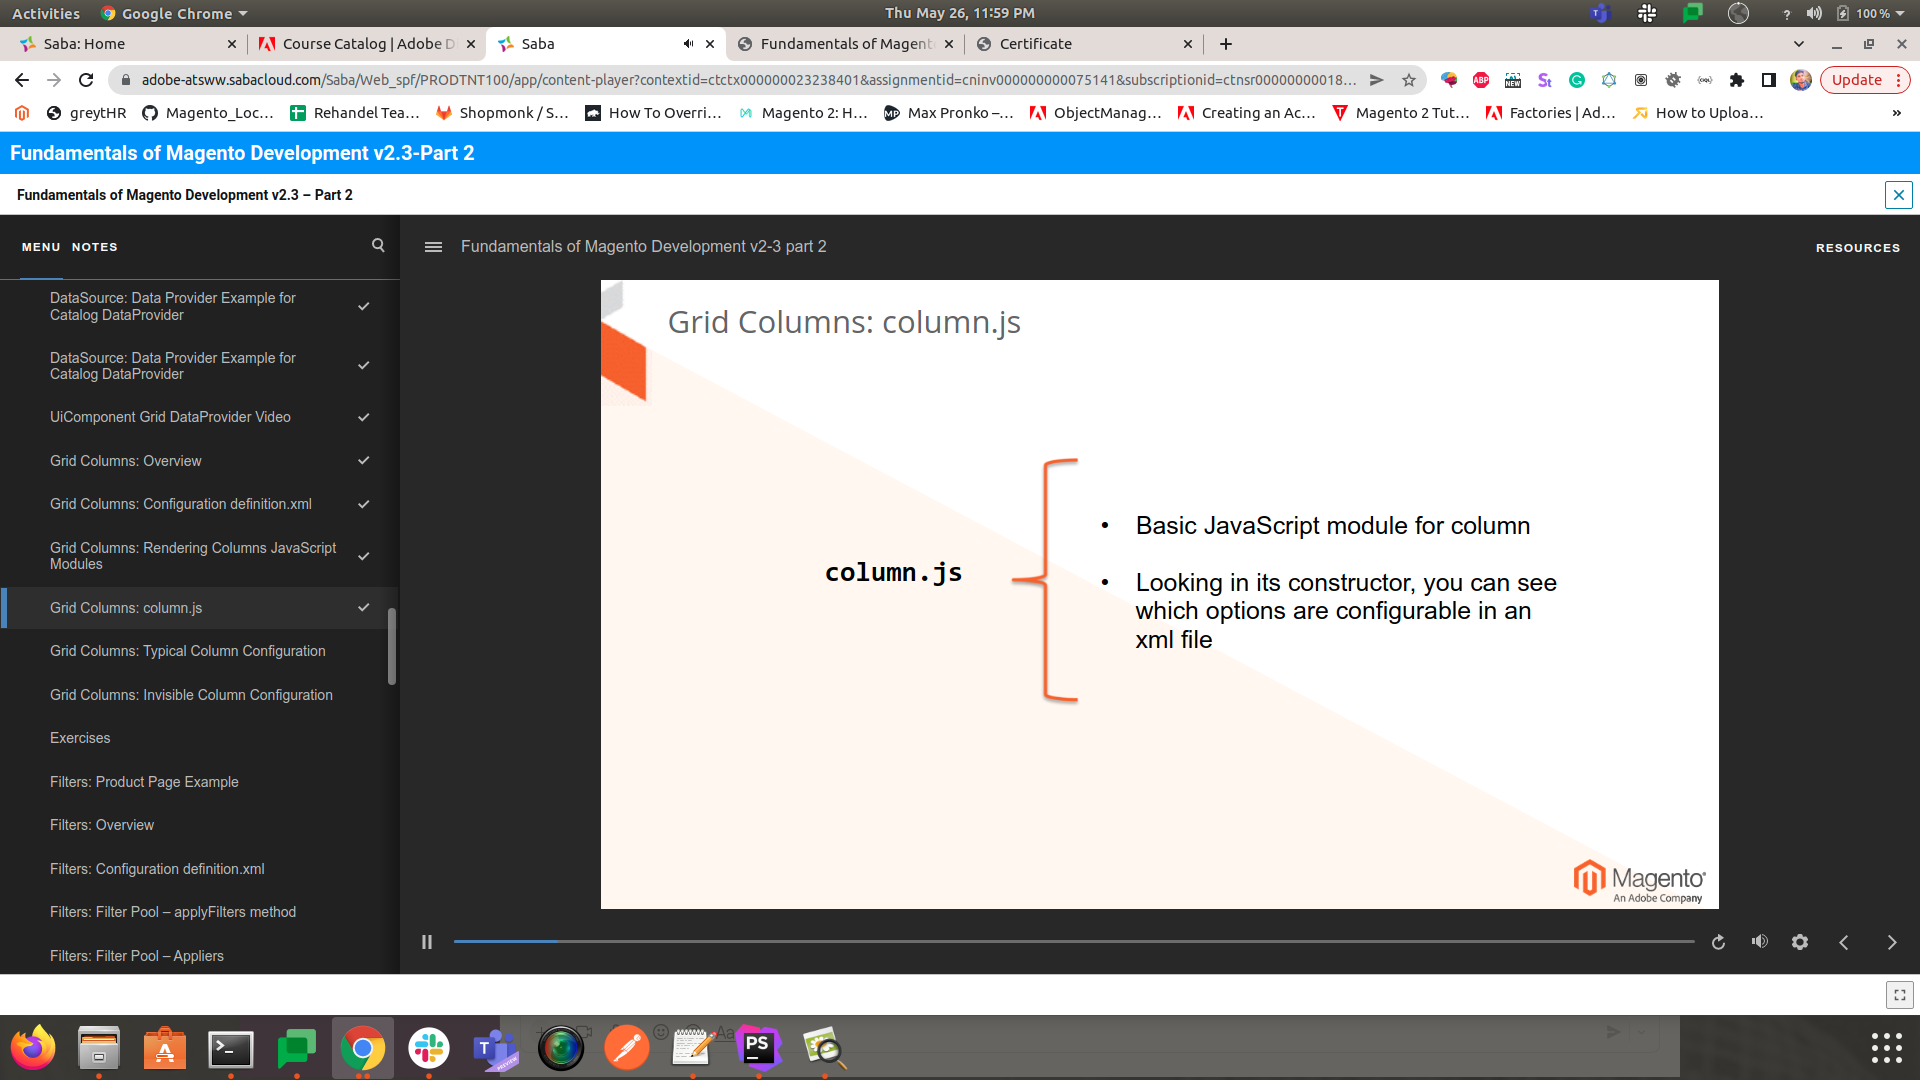 Activities
Google Chrome
Thu May 26, 11:59 PM
100 %
Saba: Home
Course Catalog | Adobe D
Saba
Fundamentals of Magent
Certificate
adobe-atsww.sabacloud.com/Saba/Web_spf/PRODTNT100/app/content-player?contextid=ctctx000000023238401&assignmentid=cninv000000000075141&subscriptionid=ctnsr00000000018...
ABP
NEW
St
Update
greytHR
Magento_Loc...
Rehandel Tea...
Shopmonk / S...
How To Overri...
Magento 2: H...
Max Pronko –...
ObjectManag...
Creating an Ac...
Magento 2 Tut...
Factories | Ad...
How to Uploa...
»
Fundamentals of Magento Development v2.3-Part 2
Fundamentals of Magento Development v2.3 – Part 2
MENU NOTES
Fundamentals of Magento Development v2-3 part 2
RESOURCES
DataSource: Data Provider Example for
Catalog DataProvider
DataSource: Data Provider Example for
Catalog DataProvider
UiComponent Grid DataProvider Video
Grid Columns: Overview
Grid Columns: Configuration definition.xml
Grid Columns: Rendering Columns JavaScript
Modules
Grid Columns: column.js
Grid Columns: Typical Column Configuration
Grid Columns: Invisible Column Configuration
Exercises
Filters: Product Page Example
Filters: Overview
Filters: Configuration definition.xml
Filters: Filter Pool – applyFilters method
Filters: Filter Pool – Appliers
Grid Columns: column.js
column.js
• Basic JavaScript module for column
• Looking in its constructor, you can see
which options are configurable in an
xml file
Magento
An Adobe Company
PS